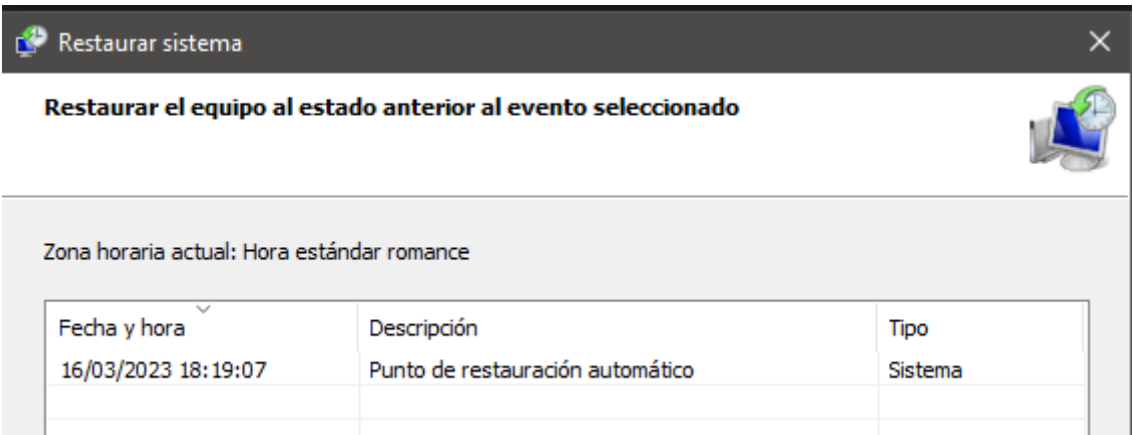 Restaurar sistema
Restaurar el equipo al estado anterior al evento seleccionado
Zona horaria actual: Hora estándar romance
Fecha y hora Descripción Tipo
16/03/2023 18:19:07 Punto de restauración automático Sistema